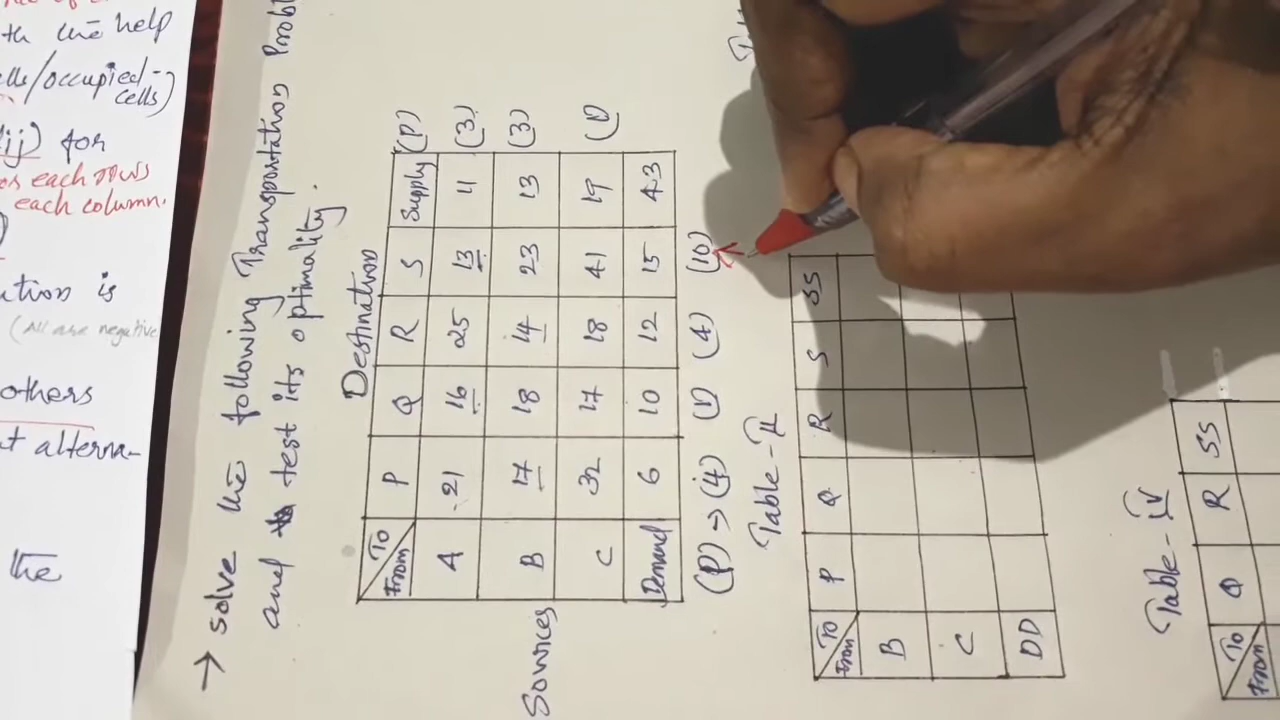 th the help
ells/occupied-
cells)
ij) for
each rows
each column.
ution is
(All are negative
others
t alterna-
the
→ solve the following Transportation Probl
and test its optimality.
Destination
To From P Q R S Supply (P)
A 21 16 25 13 11 (3)
B 17 18 14 23 13 (3)
C 32 17 18 41 19 (1)
Demand 6 10 12 15 43
(P) → (4) (1) (4) (10)
Sources
Table-II
To From P Q R S SS
B
C
DD
Table-IV
To From Q R SS